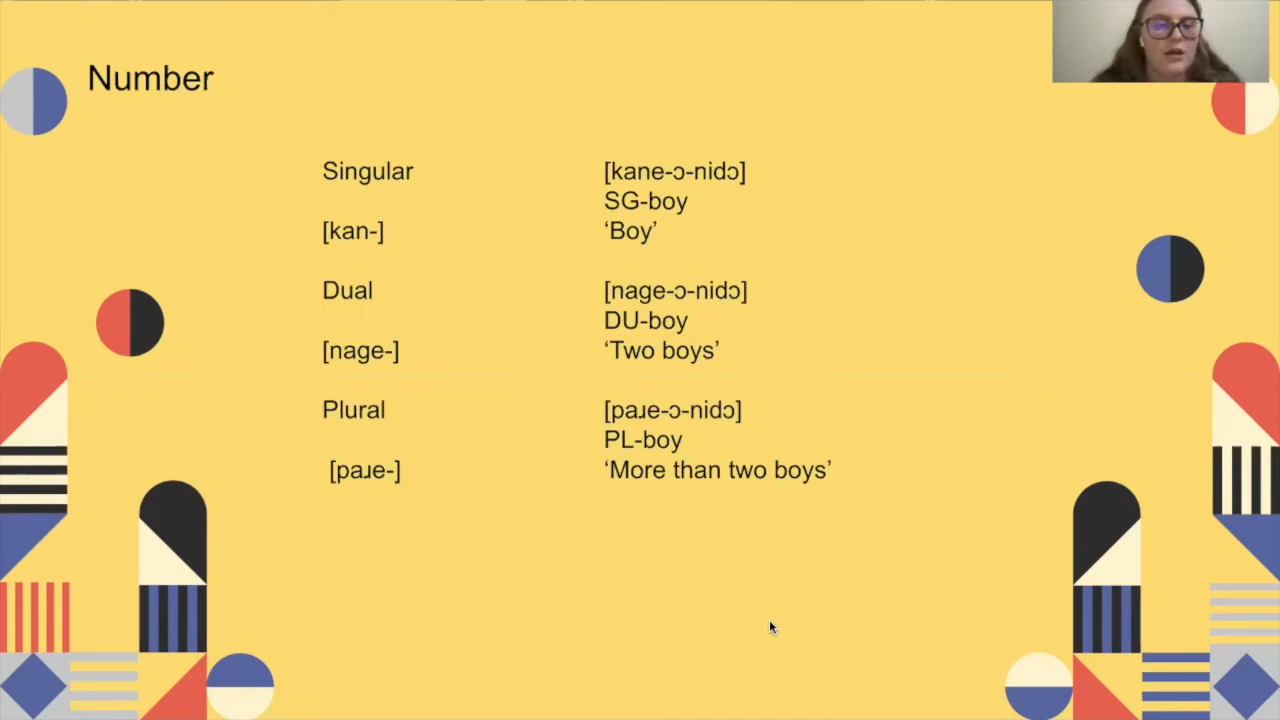 Number
Singular
[kan-]
Dual
[nage-]
Plural
[paɹe-]
[kane-ɔ-nidɔ]
SG-boy
‘Boy’
[nage-ɔ-nidɔ]
DU-boy
‘Two boys’
[paɹe-ɔ-nidɔ]
PL-boy
‘More than two boys’